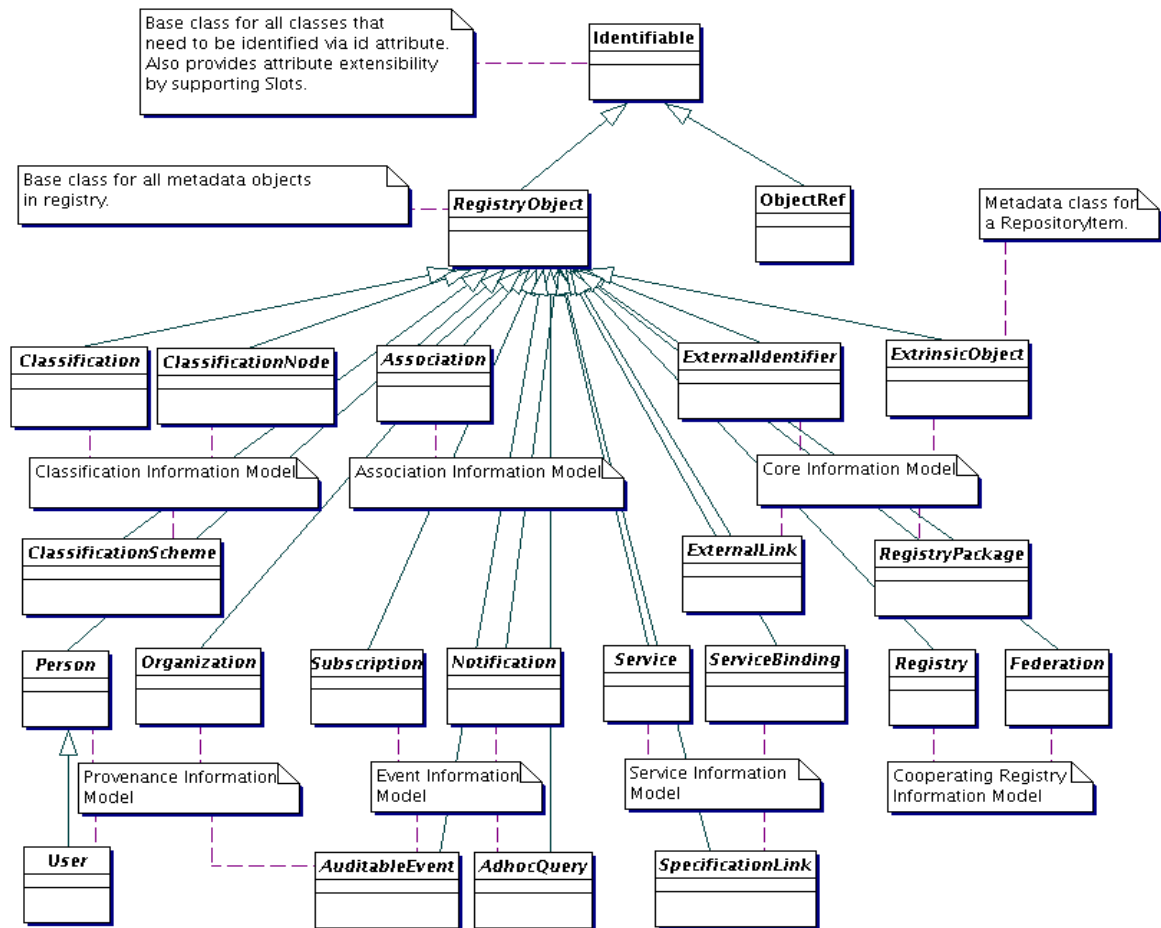 Base class for all classes that
need to be identified via id attribute.
Also provides attribute extensibility
by supporting Slots.
Identifiable
Base class for all metadata objects
in registry.
RegistryObject
ObjectRef
Metadata class for
a RepositoryItem.
Classification
ClassificationNode
Association
ExternalIdentifier
ExtrinsicObject
Classification Information Model
Association Information Model
Core Information Model
ClassificationScheme
ExternalLink
RegistryPackage
Person
Organization
Subscription
Notification
Service
ServiceBinding
Registry
Federation
Provenance Information
Model
Event Information
Model
Service Information
Model
Cooperating Registry
Information Model
User
AuditableEvent
AdhocQuery
SpecificationLink